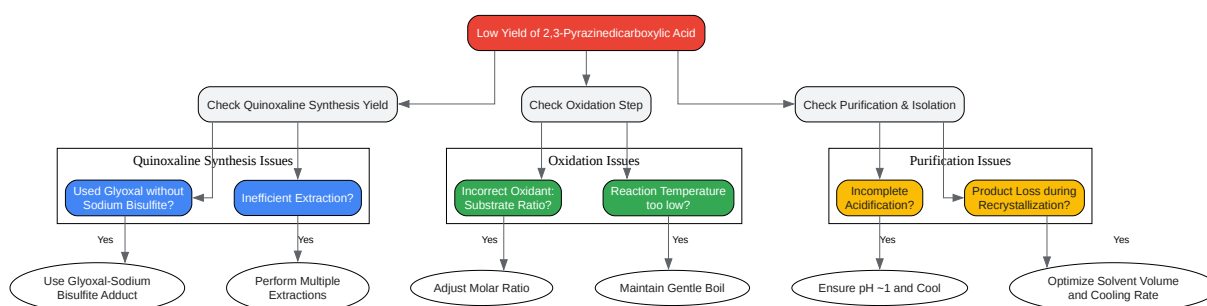 Low Yield of 2,3-Pyrazinedicarboxylic Acid
Check Quinoxaline Synthesis Yield
Check Oxidation Step
Check Purification & Isolation
Quinoxaline Synthesis Issues
Oxidation Issues
Purification Issues
Used Glyoxal without
Sodium Bisulfite?
Inefficient Extraction?
Incorrect Oxidant:
Substrate Ratio?
Reaction Temperature
too low?
Incomplete
Acidification?
Product Loss during
Recrystallization?
Yes
Yes
Yes
Yes
Yes
Yes
Use Glyoxal-Sodium
Bisulfite Adduct
Perform Multiple
Extractions
Adjust Molar Ratio
Maintain Gentle Boil
Ensure pH ~1 and Cool
Optimize Solvent Volume
and Cooling Rate